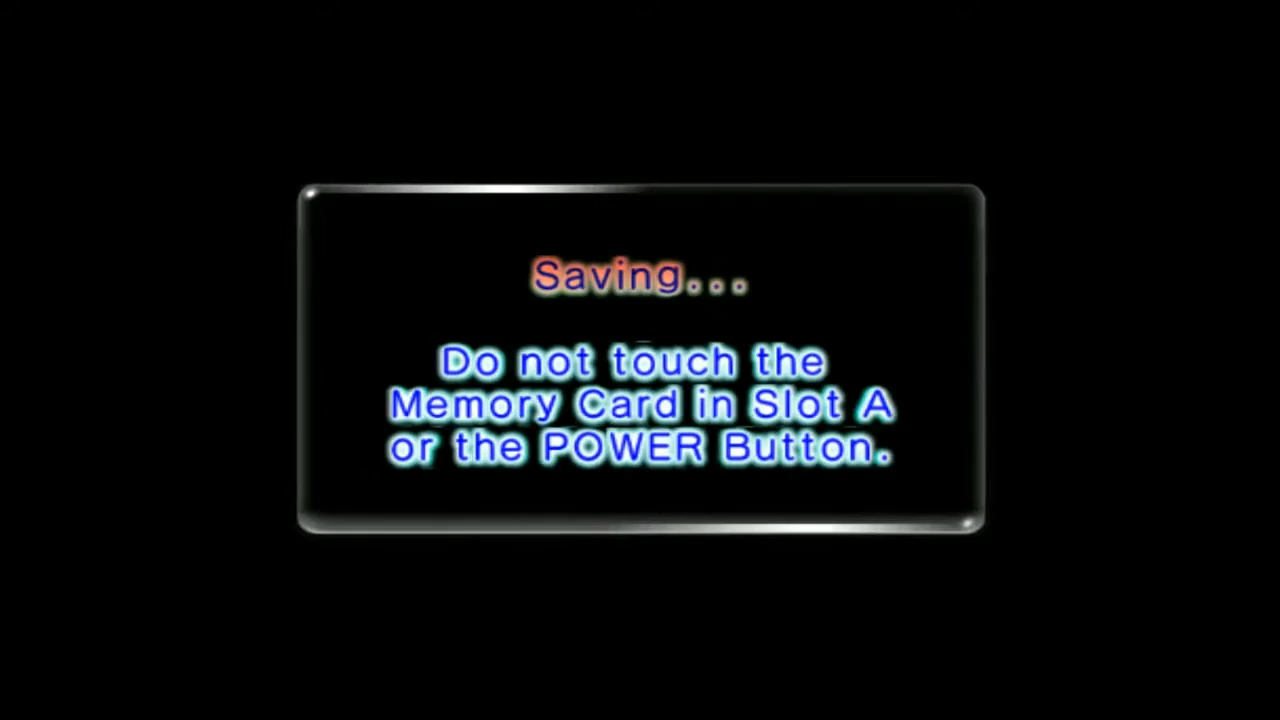 Saving...
Do not touch the
Memory Card in Slot A
or the POWER Button.